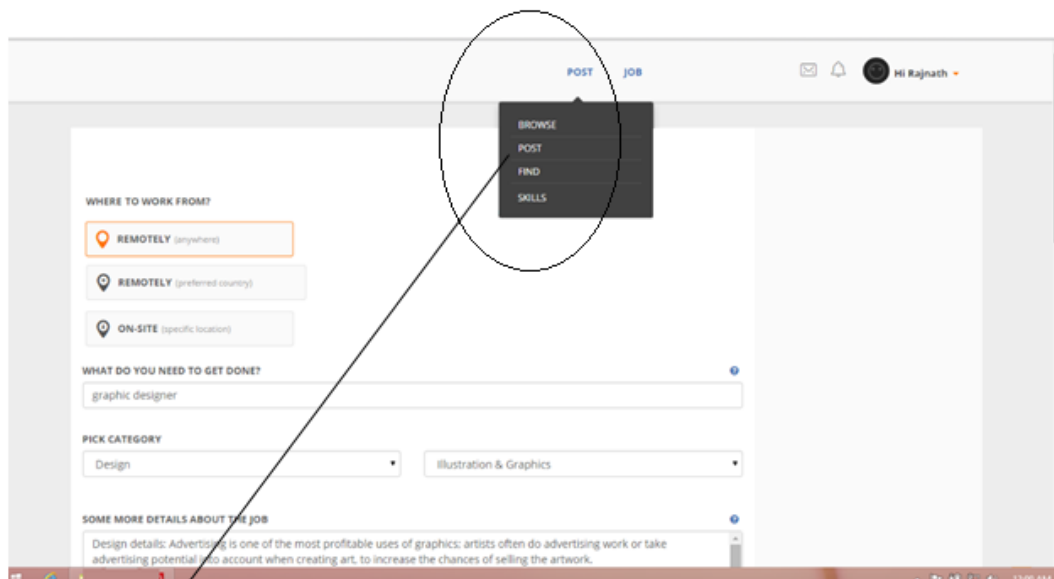 POST JOB Hi Rajnath
BROWSE
POST
FIND
SKILLS
WHERE TO WORK FROM?
REMOTELY (anywhere)
REMOTELY (preferred country)
ON-SITE (specific location)
WHAT DO YOU NEED TO GET DONE?
graphic designer
PICK CATEGORY
Design Illustration & Graphics
SOME MORE DETAILS ABOUT THE JOB
Design details: Advertising is one of the most profitable uses of graphics; artists often do advertising work or take
advertising potential into account when creating art, to increase the chances of selling the artwork.